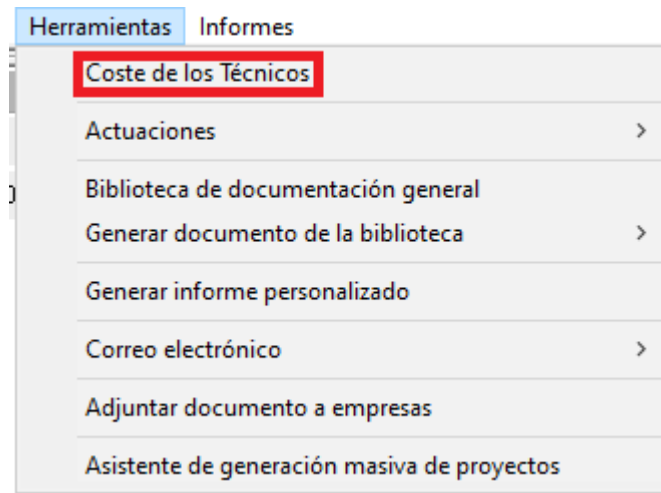 Herramientas Informes
Coste de los Técnicos
Actuaciones
Biblioteca de documentación general
Generar documento de la biblioteca
Generar informe personalizado
Correo electrónico
Adjuntar documento a empresas
Asistente de generación masiva de proyectos